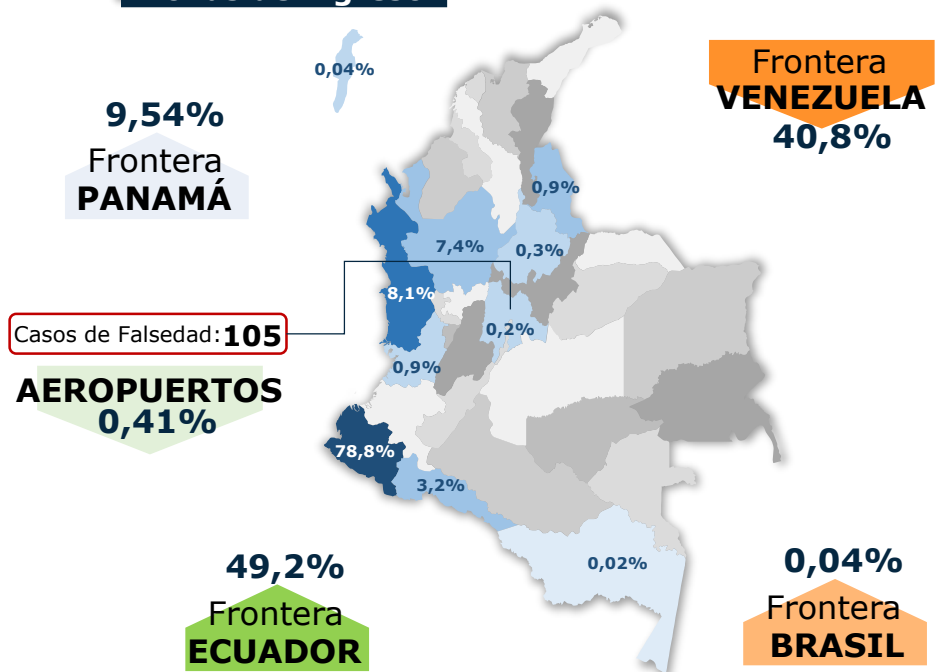 0,04%
Frontera
VENEZUELA
40,8%
9,54%
Frontera
PANAMÁ
0,9%
7,4%
0,3%
8,1%
Casos de Falsedad: 105
0,2%
0,9%
AEROPUERTOS
0,41%
78,8%
3,2%
49,2%
Frontera
ECUADOR
0,02%
0,04%
Frontera
BRASIL